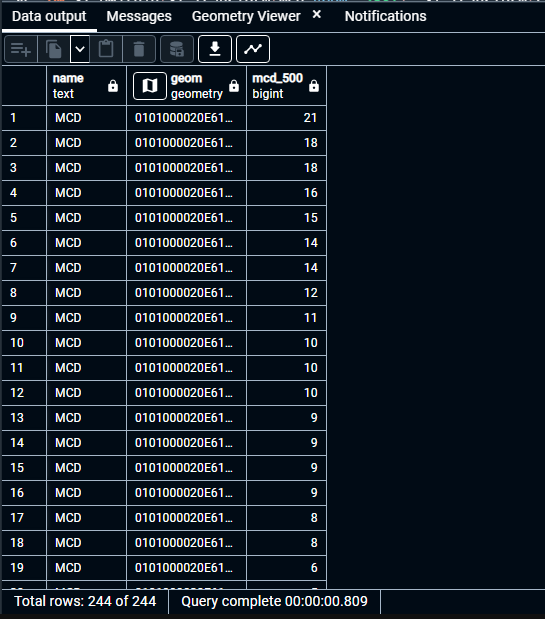 Data output Messages Geometry Viewer × Notifications
name geom mcd_500
text geometry bigint
1 MCD 0101000020E61... 21
2 MCD 0101000020E61... 18
3 MCD 0101000020E61... 18
4 MCD 0101000020E61... 16
5 MCD 0101000020E61... 15
6 MCD 0101000020E61... 14
7 MCD 0101000020E61... 14
8 MCD 0101000020E61... 12
9 MCD 0101000020E61... 11
10 MCD 0101000020E61... 10
11 MCD 0101000020E61... 10
12 MCD 0101000020E61... 10
13 MCD 0101000020E61... 9
14 MCD 0101000020E61... 9
15 MCD 0101000020E61... 9
16 MCD 0101000020E61... 9
17 MCD 0101000020E61... 8
18 MCD 0101000020E61... 8
19 MCD 0101000020E61... 6
Total rows: 244 of 244 Query complete 00:00:00.809